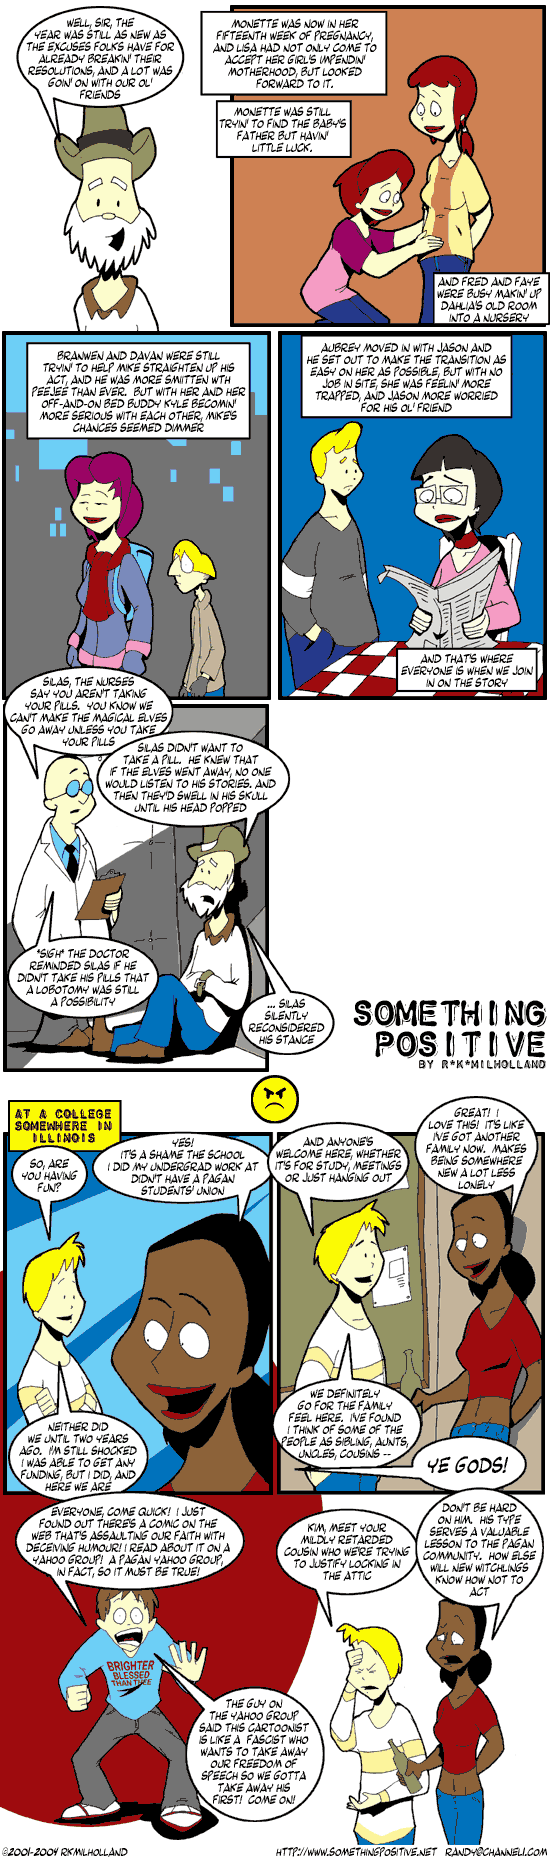 WELL, SIR, THE
YEAR WAS STILL AS NEW AS
THE EXCUSES FOLKS HAVE FOR
ALREADY BREAKIN' THEIR
RESOLUTIONS, AND A LOT WAS
GOIN' ON WITH OUR OL'
FRIENDS
MONETTE WAS NOW IN HER
FIFTEENTH WEEK OF PREGNANCY,
AND LISA HAD NOT ONLY COME TO
ACCEPT HER GIRL'S IMPENDIN'
MOTHERHOOD, BUT LOOKED
FORWARD TO IT.
MONETTE WAS STILL
TRYIN' TO FIND THE BABY'S
FATHER BUT HAVIN'
LITTLE LUCK.
AND FRED AND FAYE
WERE BUSY MAKIN' UP
DAHLIA'S OLD ROOM
INTO A NURSERY
BRANWEN AND DAVAN WERE STILL
TRYIN' TO HELP MIKE STRAIGHTEN UP HIS
ACT, AND HE WAS MORE SMITTEN WTH
PEEJEE THAN EVER. BUT WITH HER AND HER
OFF-AND-ON BED BUDDY KYLE BECOMIN'
MORE SERIOUS WITH EACH OTHER, MIKE'S
CHANCES SEEMED DIMMER
AUBREY MOVED IN WITH JASON AND
HE SET OUT TO MAKE THE TRANSITION AS
EASY ON HER AS POSSIBLE, BUT WITH NO
JOB IN SITE, SHE WAS FEELIN' MORE
TRAPPED, AND JASON MORE WORRIED
FOR HIS OL' FRIEND
AND THAT'S WHERE
EVERYONE IS WHEN WE JOIN
IN ON THE STORY
SILAS, THE NURSES
SAY YOU AREN'T TAKING
YOUR PILLS. YOU KNOW WE
CAN'T MAKE THE MAGICAL ELVES
GO AWAY UNLESS YOU TAKE
YOUR PILLS
SILAS DIDN'T WANT TO
TAKE A PILL. HE KNEW THAT
IF THE ELVES WENT AWAY, NO ONE
WOULD LISTEN TO HIS STORIES. AND
THEN THEY'D SWELL IN HIS SKULL
UNTIL HIS HEAD POPPED
*SIGH* THE DOCTOR
REMINDED SILAS IF HE
DIDN'T TAKE HIS PILLS THAT
A LOBOTOMY WAS STILL
A POSSIBILITY
... SILAS
SILENTLY
RECONSIDERED
HIS STANCE
SOMETHING
POSITIVE
BY R*K*MILHOLLAND
AT A COLLEGE
SOMEWHERE IN
ILLINOIS
SO, ARE
YOU HAVING
FUN?
YES!
IT'S A SHAME THE SCHOOL
I DID MY UNDERGRAD WORK AT
DIDN'T HAVE A PAGAN
STUDENTS' UNION
NEITHER DID
WE UNTIL TWO YEARS
AGO. I'M STILL SHOCKED
I WAS ABLE TO GET ANY
FUNDING, BUT I DID, AND
HERE WE ARE
AND ANYONE'S
WELCOME HERE, WHETHER
IT'S FOR STUDY, MEETINGS
OR JUST HANGING OUT
GREAT! I
LOVE THIS! IT'S LIKE
I'VE GOT ANOTHER
FAMILY NOW. MAKES
BEING SOMEWHERE
NEW A LOT LESS
LONELY
WE DEFINITELY
GO FOR THE FAMILY
FEEL HERE. I'VE FOUND
I THINK OF SOME OF THE
PEOPLE AS SIBLING, AUNTS,
UNCLES, COUSINS --
YE GODS!
EVERYONE, COME QUICK! I JUST
FOUND OUT THERE'S A COMIC ON THE
WEB THAT'S ASSAULTING OUR FAITH WITH
DECEIVING HUMOUR! I READ ABOUT IT ON A
YAHOO GROUP! A PAGAN YAHOO GROUP,
IN FACT, SO IT MUST BE TRUE!
BRIGHTER
BLESSED
THAN THEE
THE GUY ON
THE YAHOO GROUP
SAID THIS CARTOONIST
IS LIKE A FASCIST WHO
WANTS TO TAKE AWAY
OUR FREEDOM OF
SPEECH SO WE GOTTA
TAKE AWAY HIS
FIRST! COME ON!
KIM, MEET YOUR
MILDLY RETARDED
COUSIN WHO WE'RE TRYING
TO JUSTIFY LOCKING IN
THE ATTIC
DON'T BE HARD
ON HIM. HIS TYPE
SERVES A VALUABLE
LESSON TO THE PAGAN
COMMUNITY. HOW ELSE
WILL NEW WITCHLINGS
KNOW HOW NOT TO
ACT
©2001-2004 RKMILHOLLAND
HTTP://WWW.SOMETHINGPOSITIVE.NET RANDY@CHANNEL1.COM